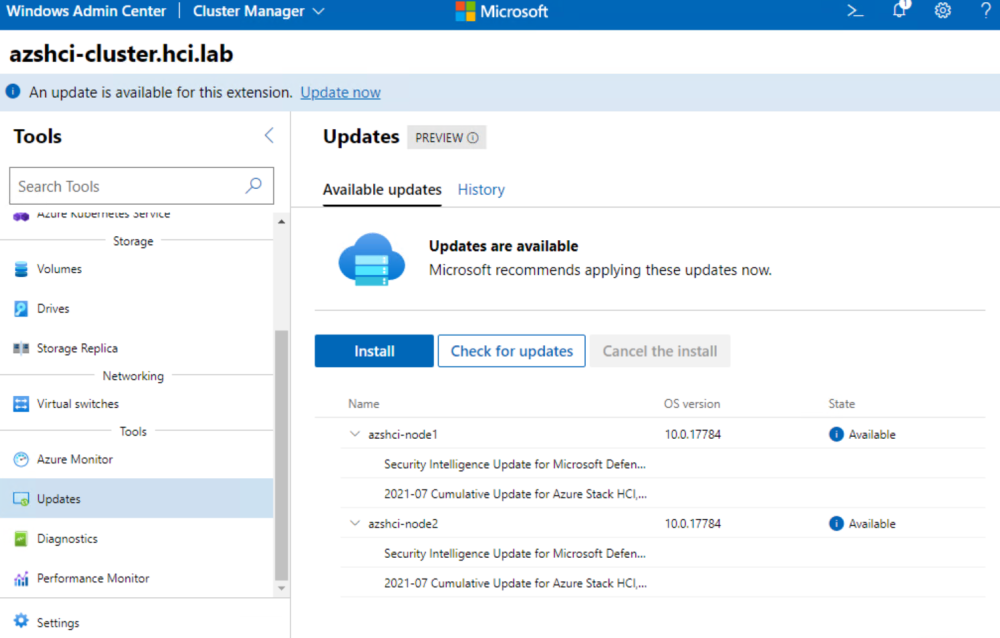 Windows Admin Center | Cluster Manager Microsoft 1 ?
azshci-cluster.hci.lab
An update is available for this extension. Update now
Tools
Search Tools
Azure Kubernetes Service
Storage
Volumes
Drives
Storage Replica
Networking
Virtual switches
Tools
Azure Monitor
Updates
Diagnostics
Performance Monitor
Settings
Updates PREVIEW
Available updates History
Updates are available
Microsoft recommends applying these updates now.
Install Check for updates Cancel the install
Name OS version State
azshci-node1 10.0.17784 Available
Security Intelligence Update for Microsoft Defen...
2021-07 Cumulative Update for Azure Stack HCI,...
azshci-node2 10.0.17784 Available
Security Intelligence Update for Microsoft Defen...
2021-07 Cumulative Update for Azure Stack HCI,...